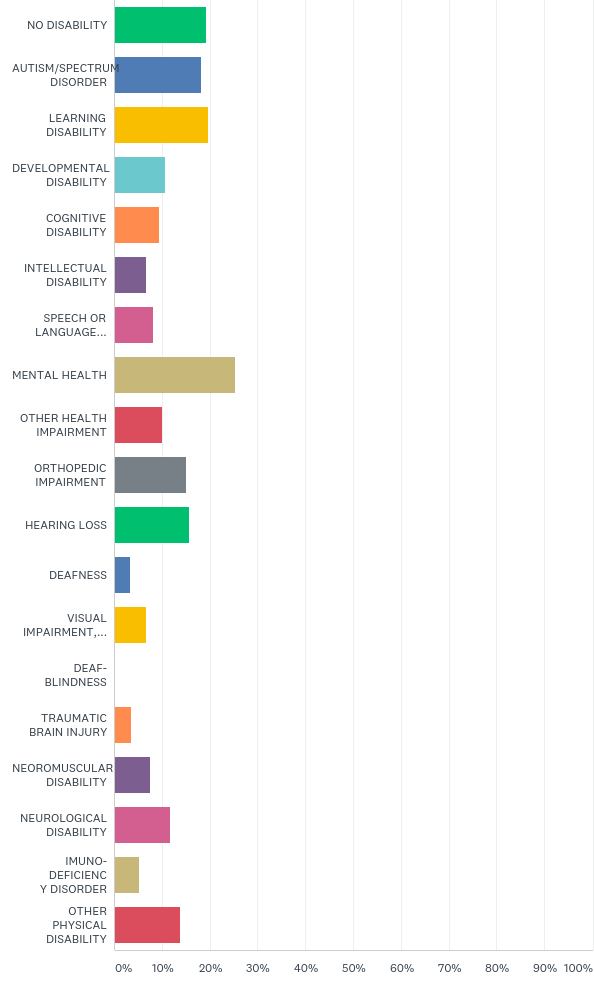 NO DISABILITY
AUTISM/SPECTRUM
DISORDER
LEARNING
DISABILITY
DEVELOPMENTAL
DISABILITY
COGNITIVE
DISABILITY
INTELLECTUAL
DISABILITY
SPEECH OR
LANGUAGE...
MENTAL HEALTH
OTHER HEALTH
IMPAIRMENT
ORTHOPEDIC
IMPAIRMENT
HEARING LOSS
DEAFNESS
VISUAL
IMPAIRMENT,...
DEAF-
BLINDNESS
TRAUMATIC
BRAIN INJURY
NEOROMUSCULAR
DISABILITY
NEUROLOGICAL
DISABILITY
IMUNO-
DEFICIENC
Y DISORDER
OTHER
PHYSICAL
DISABILITY
0% 10% 20% 30% 40% 50% 60% 70% 80% 90% 100%